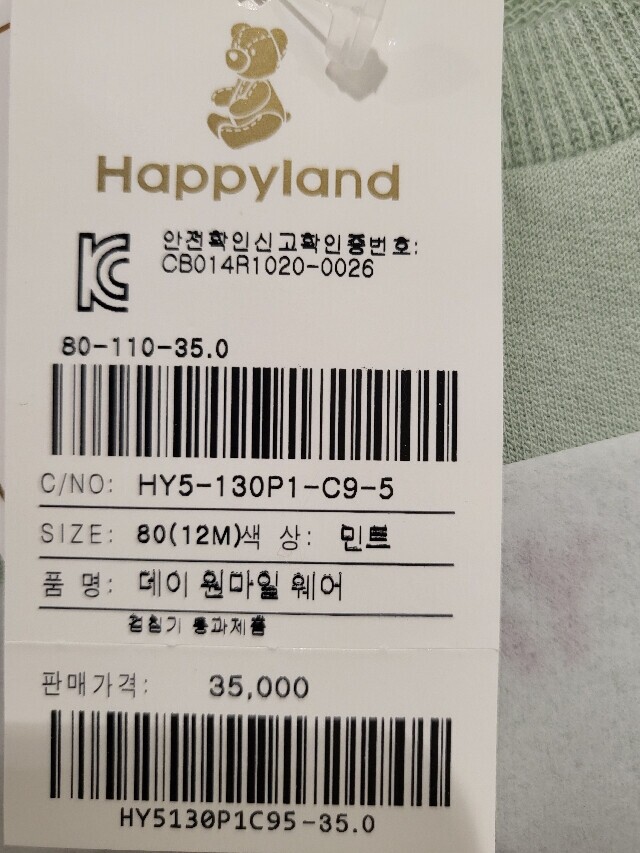 Happyland
안전확인신고확인증번호:
CB014R1020-0026
80-110-35.0
C/NO: HY5-130P1-C9-5
SIZE: 80(12M)색 상: 민트
품 명: 데이 원마일 웨어
검침기 통과제품
판매가격: 35,000
HY5130P1C95-35.0